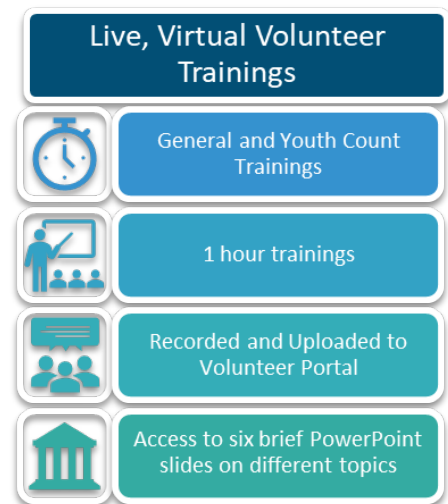 Live, Virtual Volunteer
Trainings
General and Youth Count
Trainings
1 hour trainings
Recorded and Uploaded to
Volunteer Portal
Access to six brief PowerPoint
slides on different topics